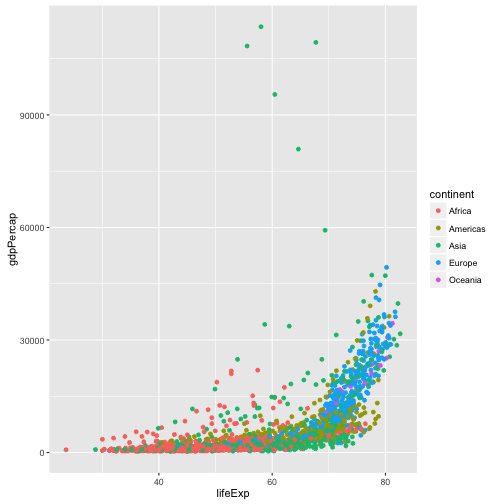 gdpPercap
90000
60000
30000
0
40
60
80
lifeExp
continent
Africa
Americas
Asia
Europe
Oceania